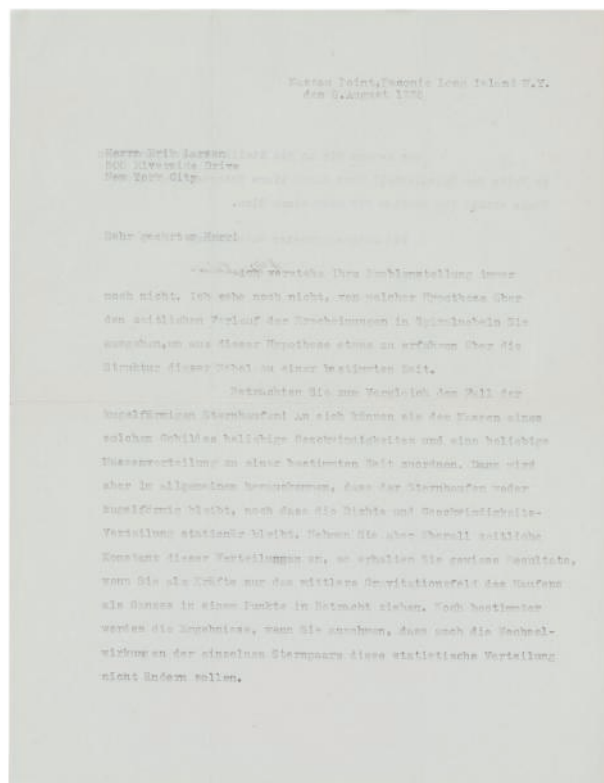 Nassau Point, Peconic Long Island N.Y.
den 8.August 1938
Herrn Erik Larsen
500 Riverside Drive
New York City
Sehr geehrter Herr!
Ich verstehe Ihre Problemstellung immer
noch nicht. Ich sehe noch nicht, von welcher Hypothese über
den zeitlichen Verlauf der Erscheinungen in Spiralnebeln Sie
ausgehen,um aus dieser Hypothese etwas zu erfahren über die
Struktur dieser Nebel zu einer bestimmten Zeit.
Betrachten Sie zum Vergleich den Fall der
kugelförmigen Sternhaufen! An sich können sie den Massen eines
solchen Gebildes beliebige Geschwindigkeiten und eine beliebige
Massenverteilung zu einer bestimmten Zeit zuordnen. Dann wird
aber im allgemeinen herauskommen, dass der Sternhaufen weder
kugelförmig bleibt, noch dass die Dichte und Geschwindigkeits-
Verteilung stationär bleibt. Nehmen Sie aber überall zeitliche
Konstanz dieser Verteilungen an, so erhalten Sie gewisse Resultate,
wenn Sie als Kräfte nur das mittlere Gravitationsfeld des Haufens
als Ganzes in einem Punkte in Betracht ziehen. Noch bestimmter
werden die Ergebnisse, wenn Sie annehmen, dass auch die Wechsel-
wirkungen der einzelnen Sternpaare diese statistische Verteilung
nicht ändern sollen.